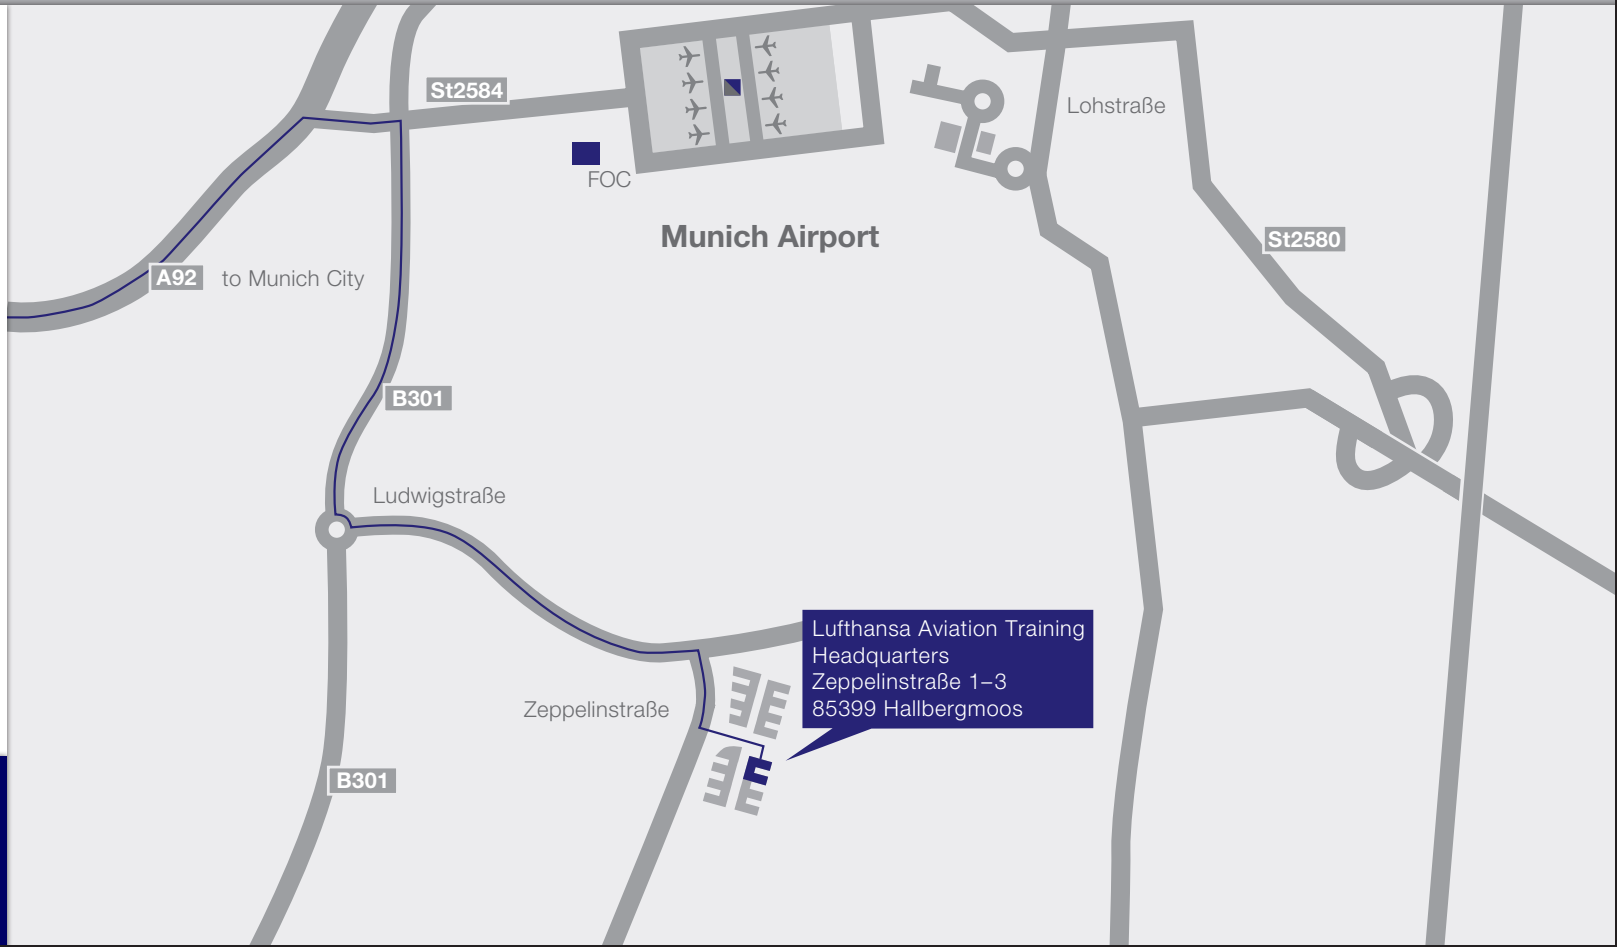 St2584
Lohstraße
FOC
Munich Airport
St2580
A92
to Munich City
B301
Ludwigstraße
Lufthansa Aviation Training
Headquarters
Zeppelinstraße 1–3
85399 Hallbergmoos
Zeppelinstraße
B301